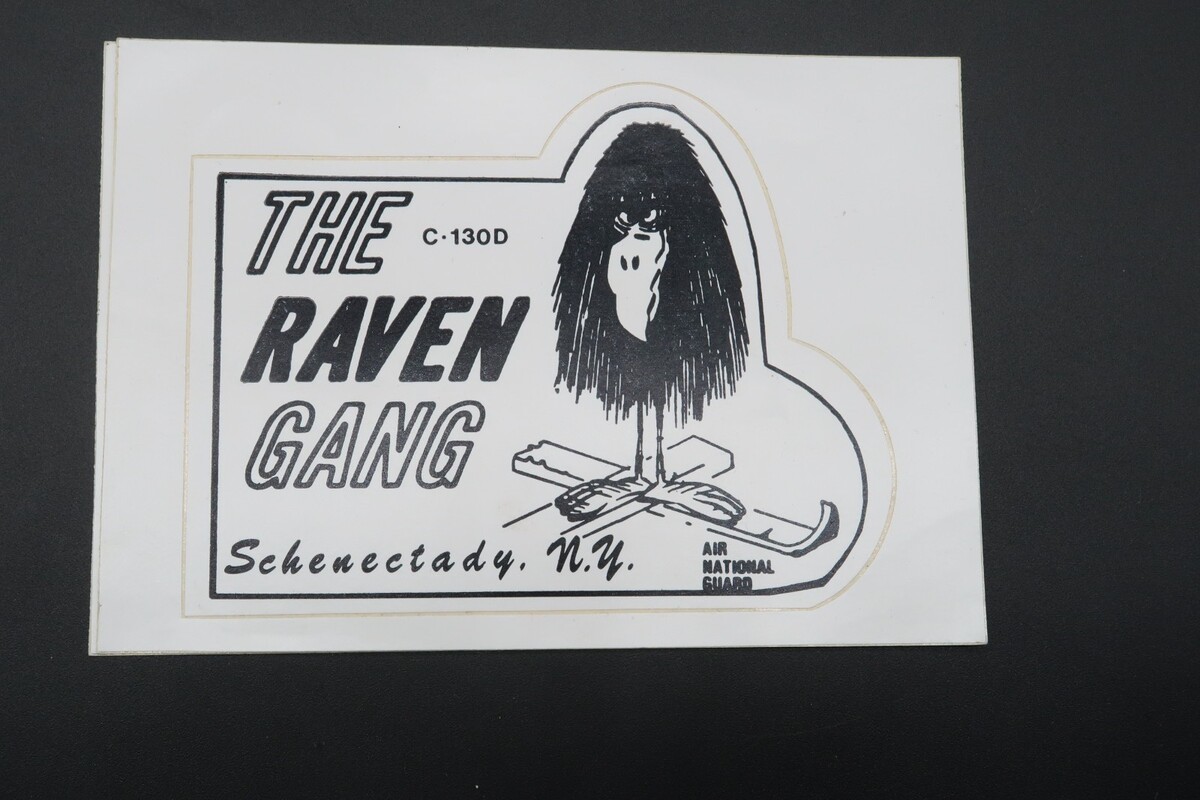 THE
C-130D
RAVEN
GANG
Schenectady, N.Y.
AIR
NATIONAL
GUARD